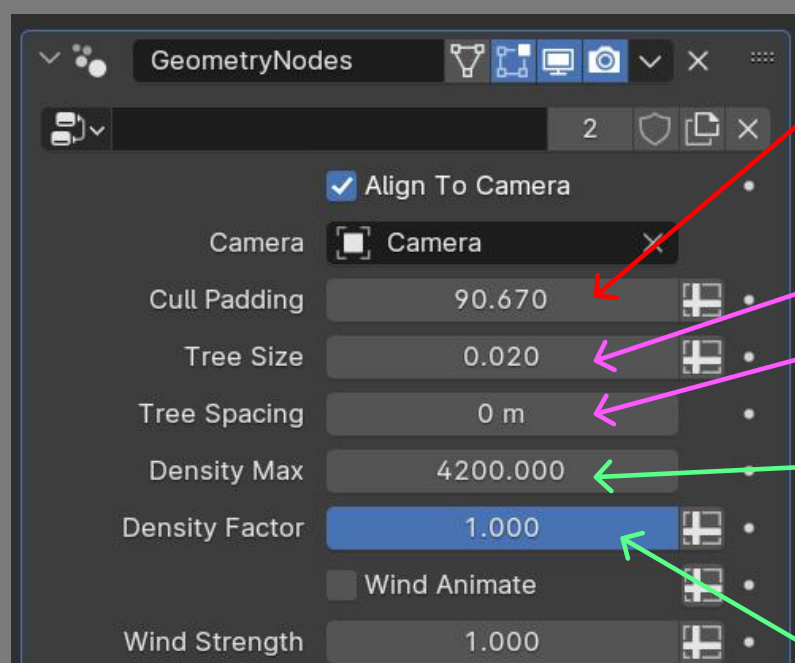 GeometryNodes
2
Align To Camera
Camera Camera
Cull Padding 90.670
Tree Size 0.020
Tree Spacing 0 m
Density Max 4200.000
Density Factor 1.000
Wind Animate
Wind Strength 1.000